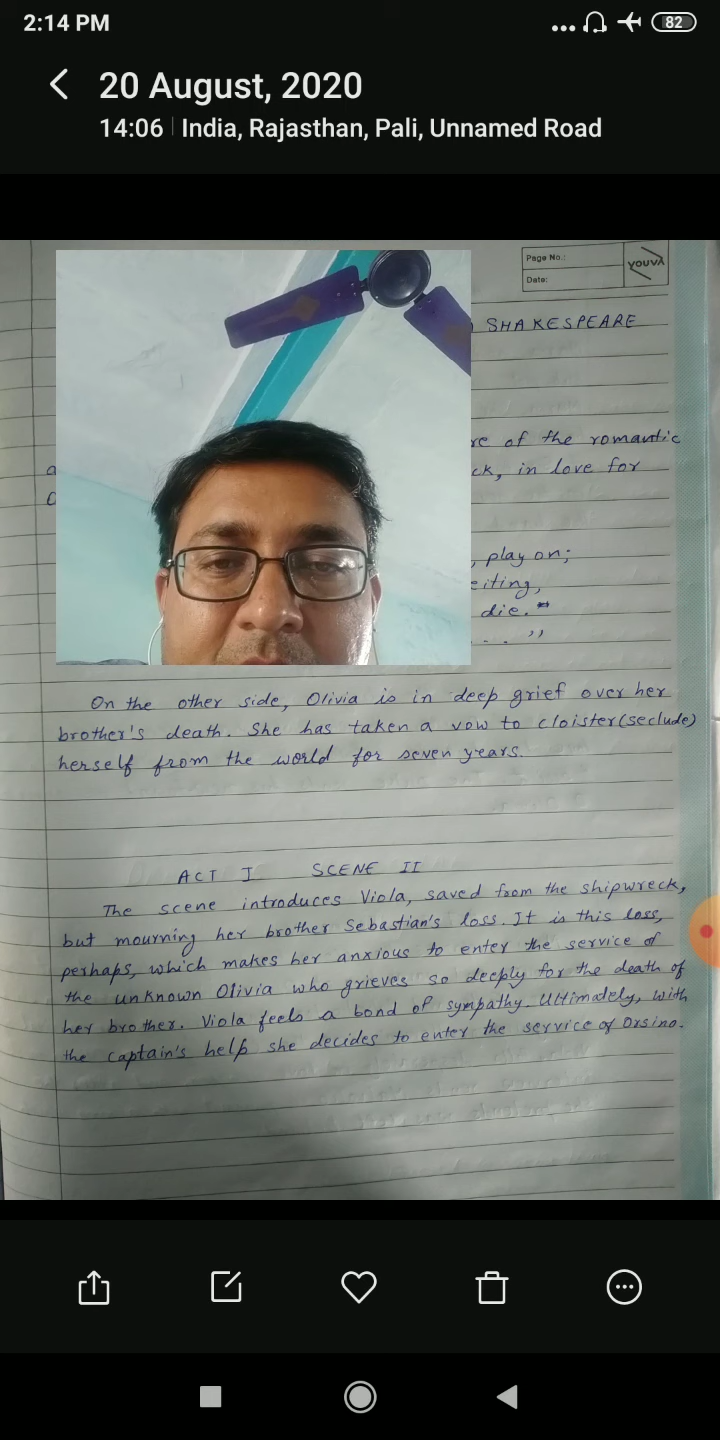 2:14 PM
82
20 August, 2020
14:06 | India, Rajasthan, Pali, Unnamed Road
Page No.:
Date:
YOUVA
SHAKESPEARE
re of the romantic
a ck, in love for
O
, play on;
eiting,
die."
. . . ''
On the other side, Olivia is in deep grief over her
brother's death. She has taken a vow to cloister(seclude)
herself from the world for seven years.
ACT I SCENE II
The scene introduces Viola, saved from the shipwreck,
but mourning her brother Sebastian's loss. It is this loss,
perhaps, which makes her anxious to enter the service of
the unknown Olivia who grieves so deeply for the death of
her brother. Viola feels a bond of sympathy. Ultimately, with
the captain's help she decides to enter the service of Orsino.